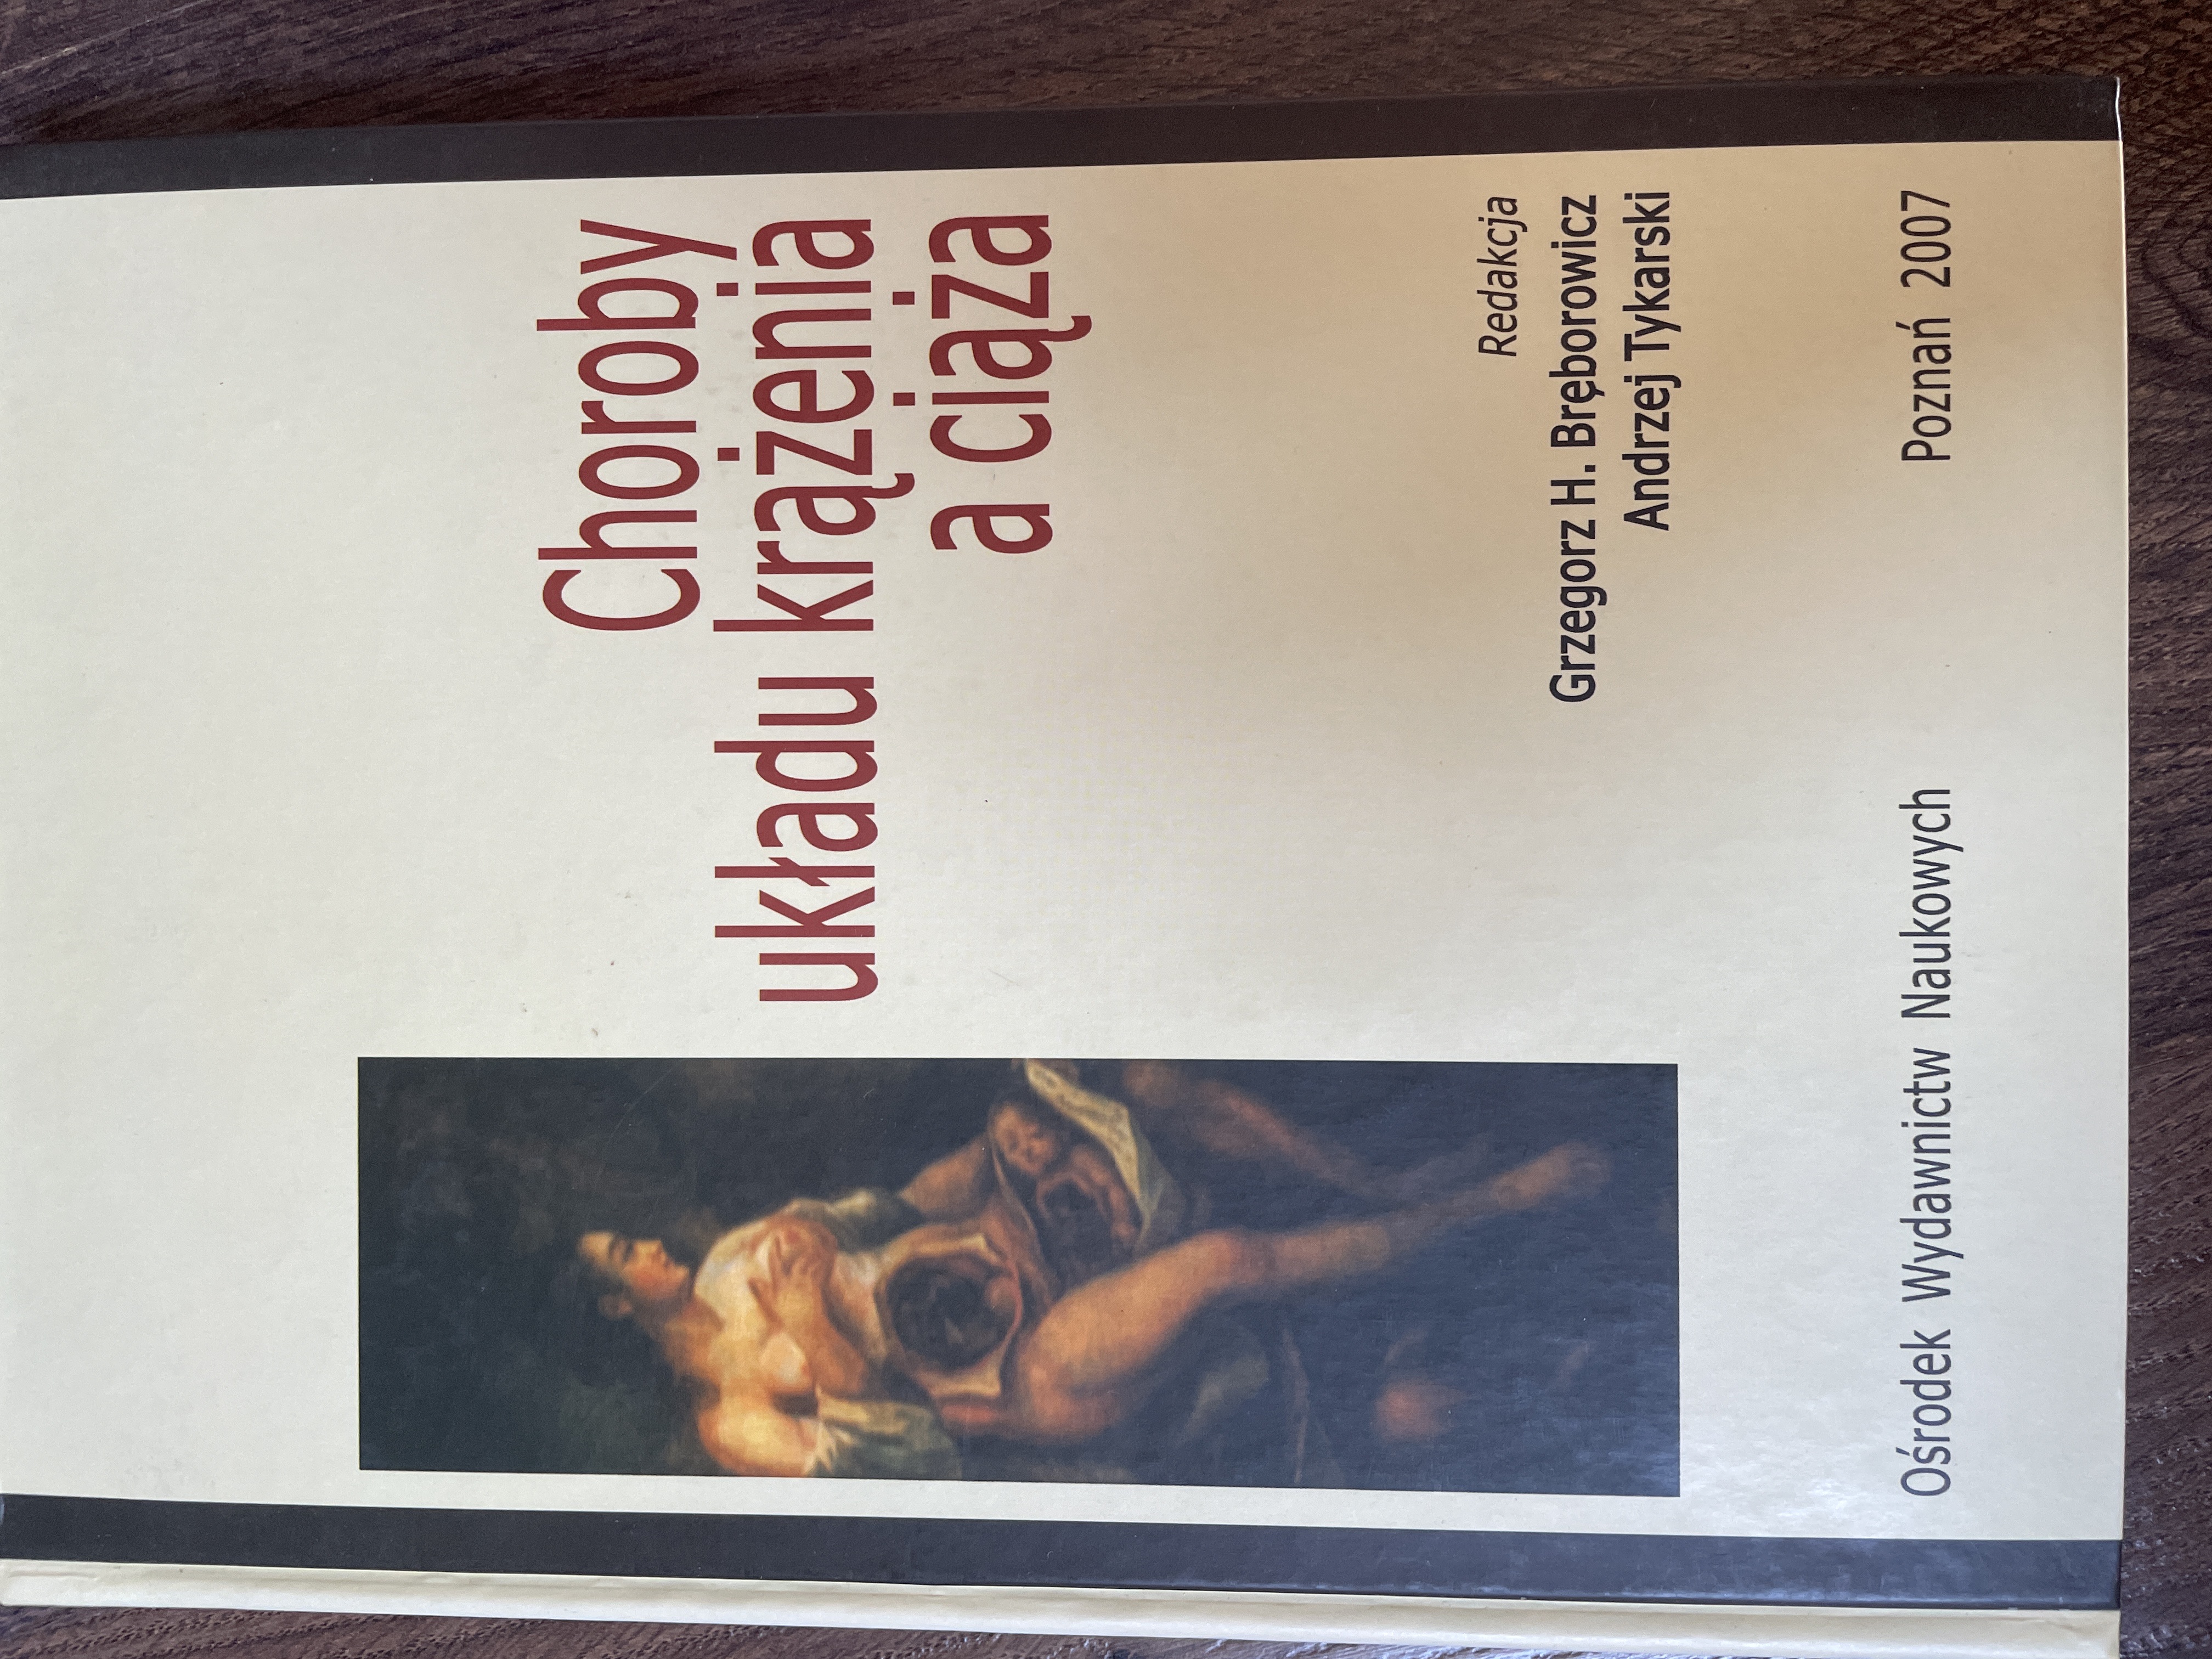 Choroby
układu krążenia
a ciąża
Redakcja
Grzegorz H. Bręborowicz
Andrzej Tykarski
Ośrodek Wydawnictw Naukowych
Poznań 2007